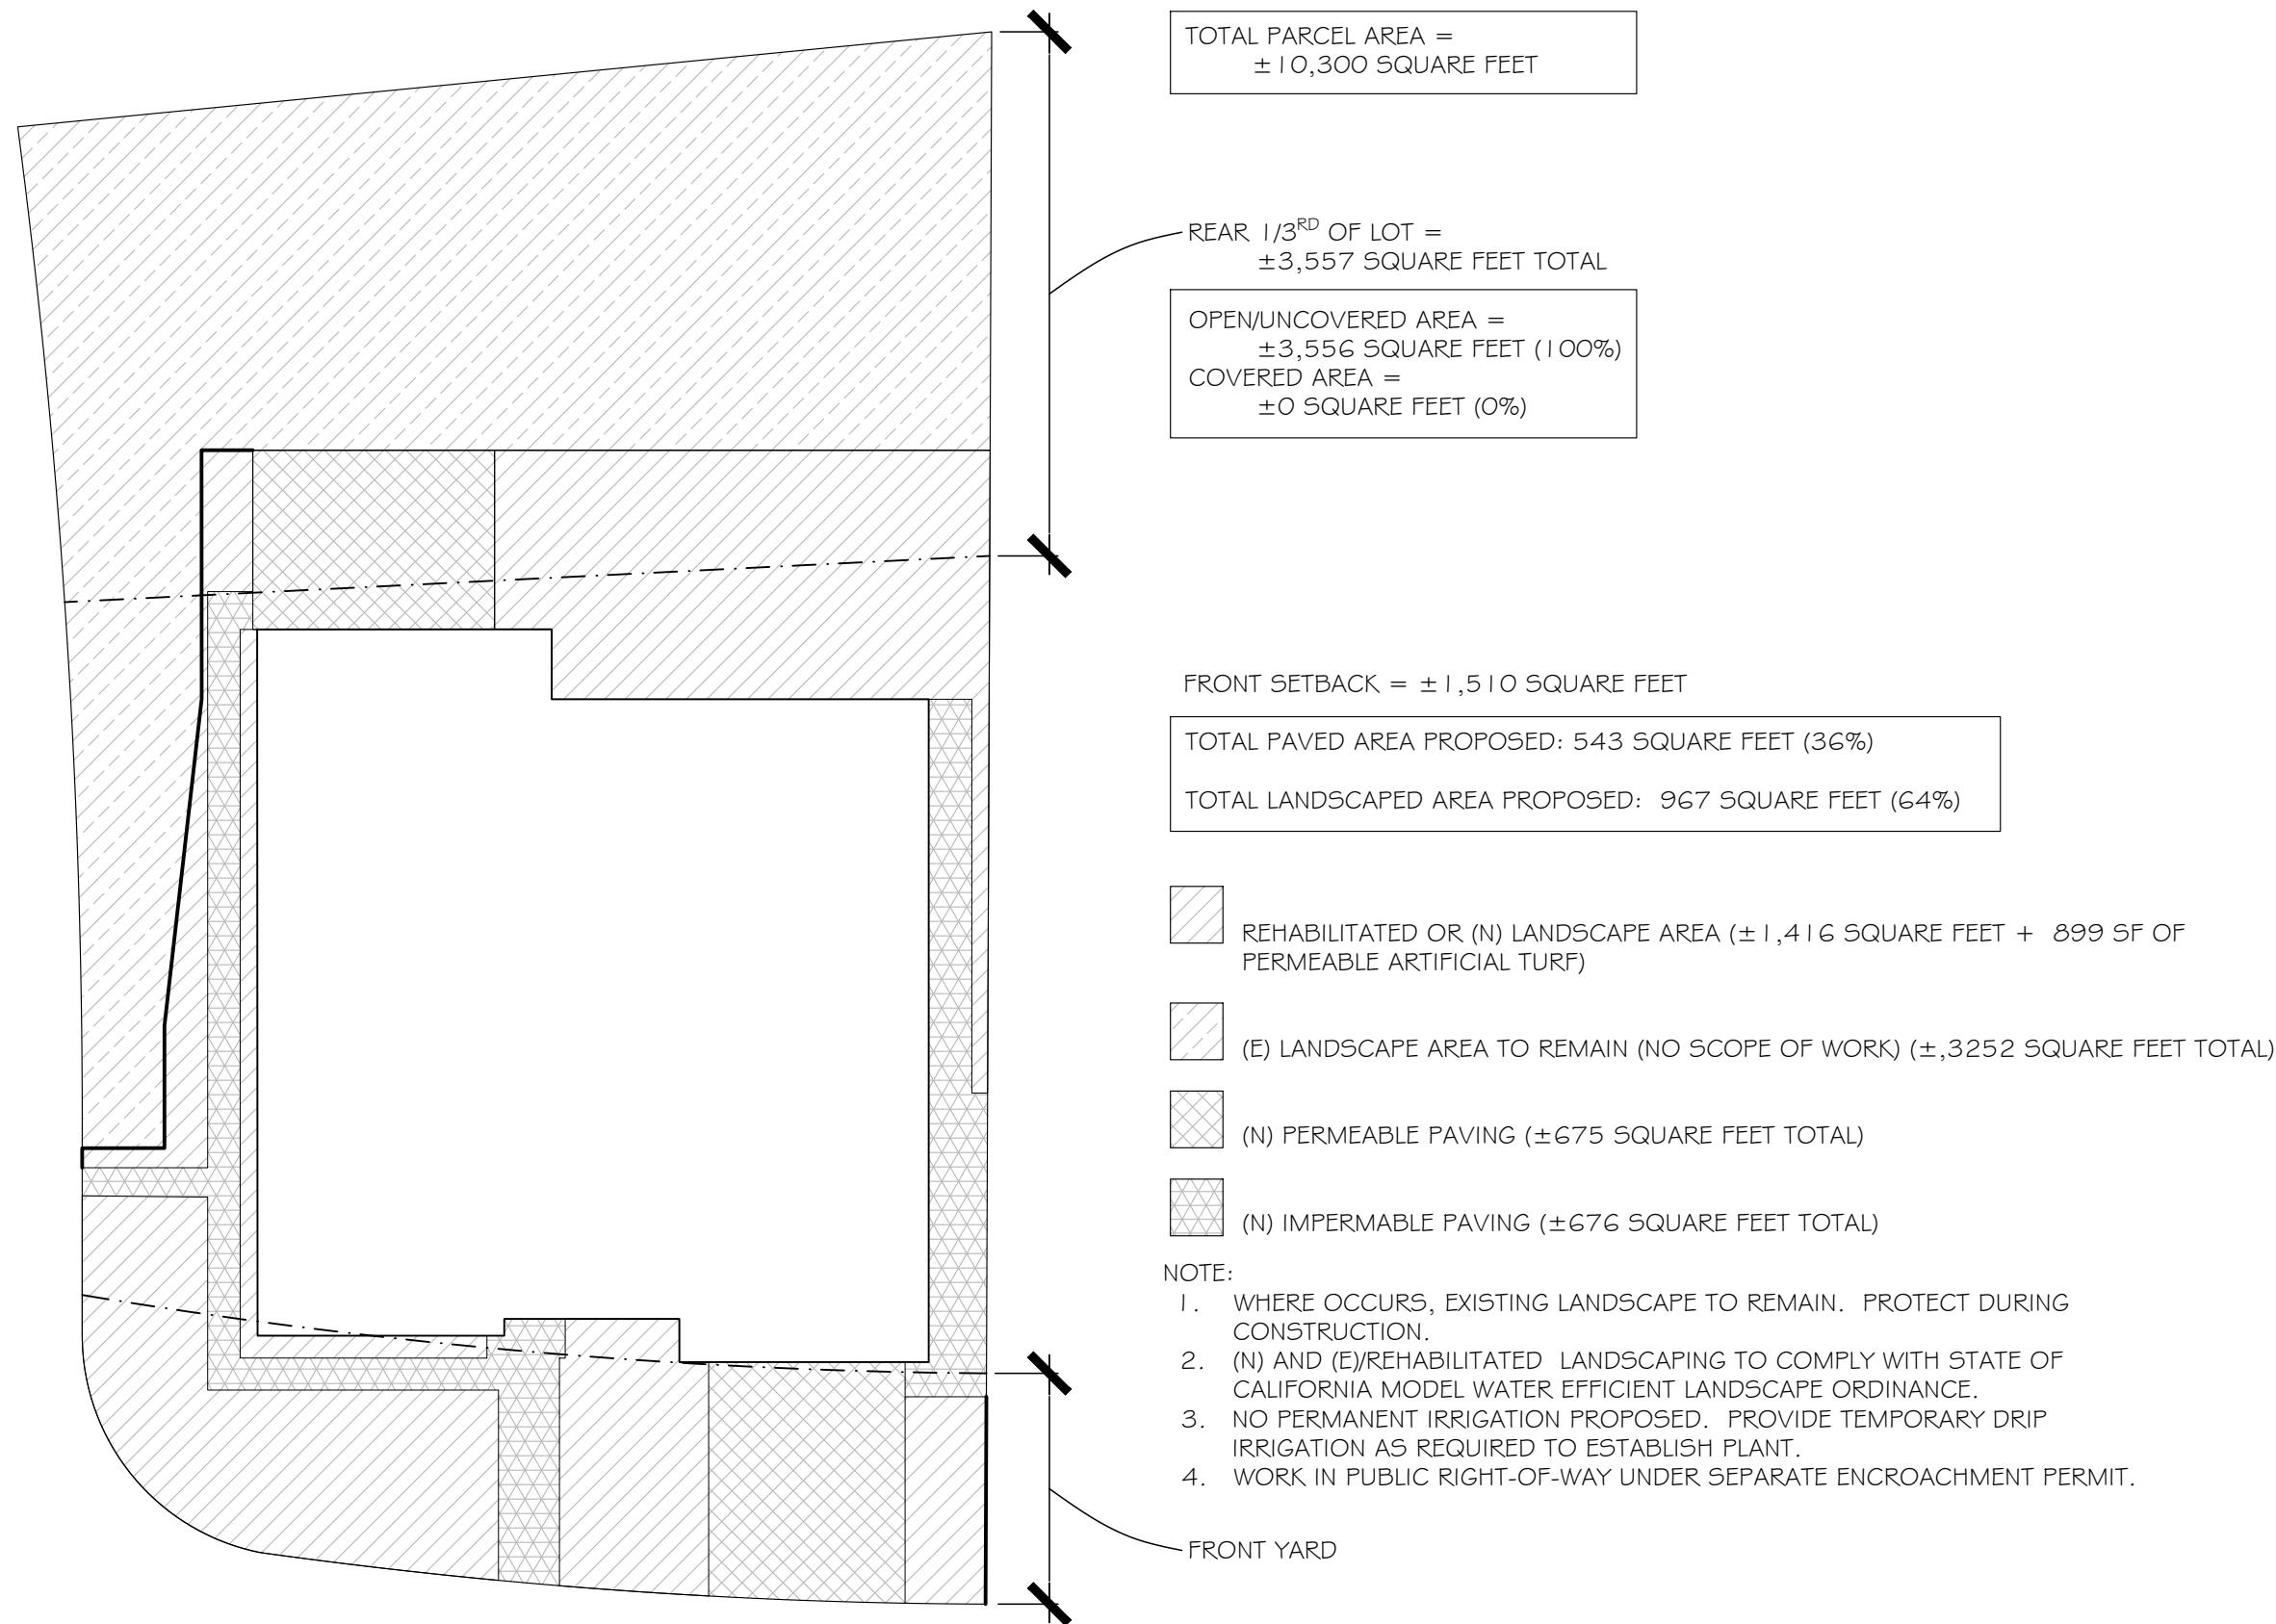 TOTAL PARCEL AREA =
±10,300 SQUARE FEET
REAR 1/3RD OF LOT =
±3,557 SQUARE FEET TOTAL
OPEN/UNCOVERED AREA =
±3,556 SQUARE FEET (100%)
COVERED AREA =
±0 SQUARE FEET (0%)
FRONT SETBACK = ±1,510 SQUARE FEET
TOTAL PAVED AREA PROPOSED: 543 SQUARE FEET (36%)
TOTAL LANDSCAPED AREA PROPOSED: 967 SQUARE FEET (64%)
REHABILITATED OR (N) LANDSCAPE AREA (±1,416 SQUARE FEET + 899 SF OF
PERMEABLE ARTIFICIAL TURF)
(E) LANDSCAPE AREA TO REMAIN (NO SCOPE OF WORK) (±,3252 SQUARE FEET TOTAL)
(N) PERMEABLE PAVING (±675 SQUARE FEET TOTAL)
(N) IMPERMABLE PAVING (±676 SQUARE FEET TOTAL)
NOTE:
1. WHERE OCCURS, EXISTING LANDSCAPE TO REMAIN. PROTECT DURING
CONSTRUCTION.
2. (N) AND (E)/REHABILITATED LANDSCAPING TO COMPLY WITH STATE OF
CALIFORNIA MODEL WATER EFFICIENT LANDSCAPE ORDINANCE.
3. NO PERMANENT IRRIGATION PROPOSED. PROVIDE TEMPORARY DRIP
IRRIGATION AS REQUIRED TO ESTABLISH PLANT.
4. WORK IN PUBLIC RIGHT-OF-WAY UNDER SEPARATE ENCROACHMENT PERMIT.
FRONT YARD